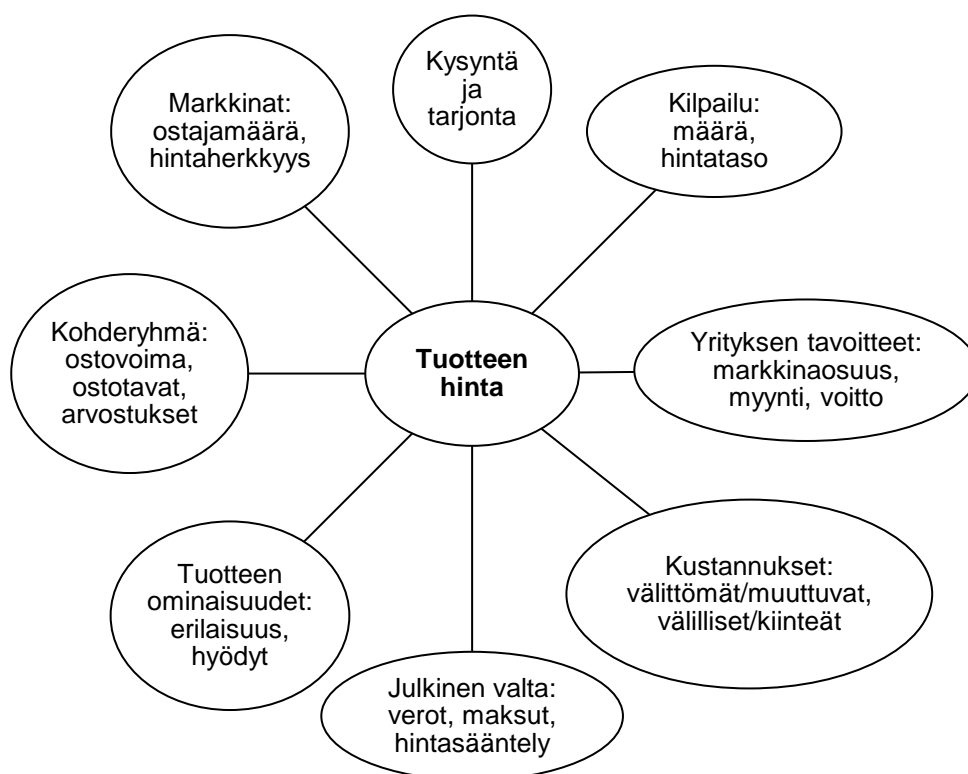 Kysyntä
ja
tarjonta
Markkinat:
ostajamäärä,
hintaherkkyys
Kilpailu:
määrä,
hintataso
Kohderyhmä:
ostovoima,
ostotavat,
arvostukset
Tuotteen
hinta
Yrityksen tavoitteet:
markkinaosuus,
myynti, voitto
Tuotteen
ominaisuudet:
erilaisuus,
hyödyt
Kustannukset:
välittömät/muuttuvat,
välilliset/kiinteät
Julkinen valta:
verot, maksut,
hintasääntely